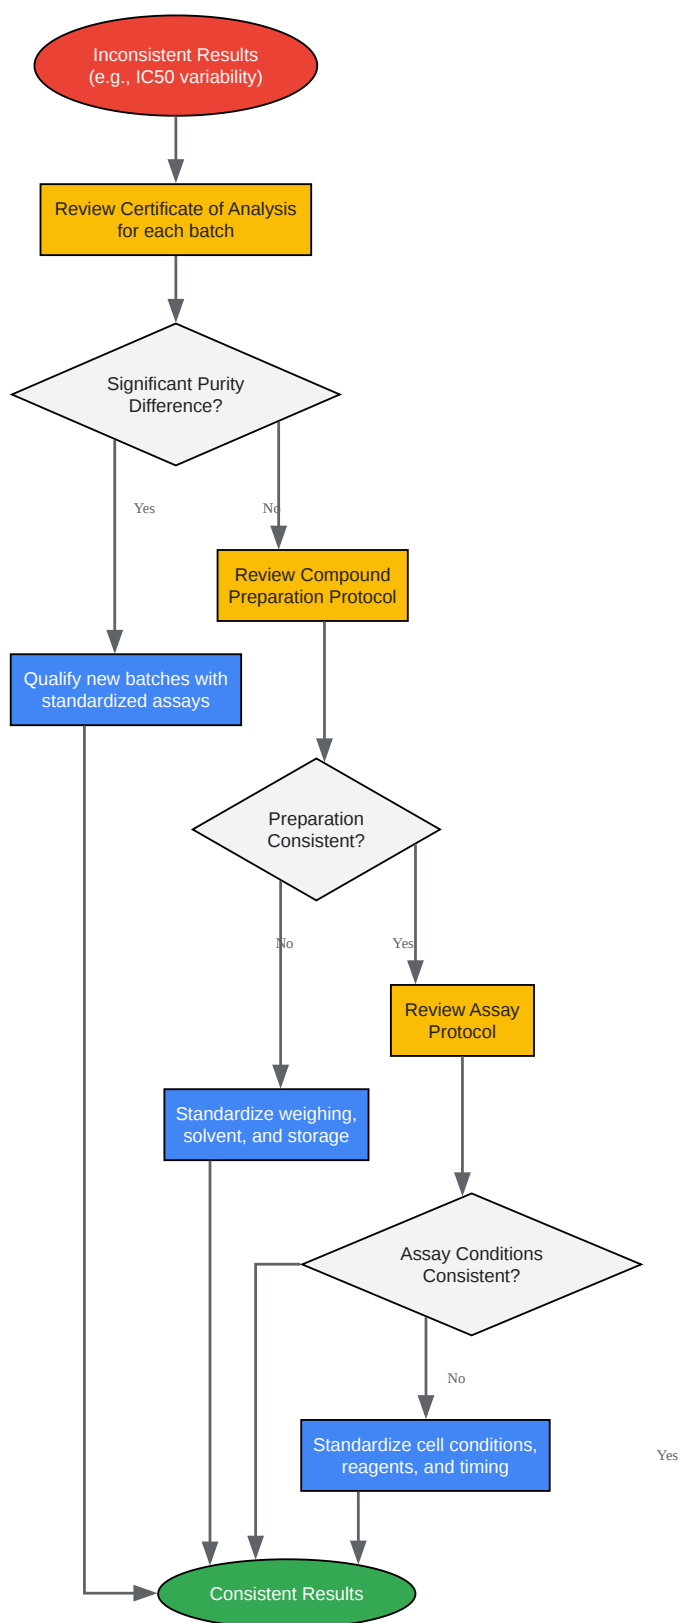 Inconsistent Results
(e.g., IC50 variability)
Review Certificate of Analysis
for each batch
Significant Purity
Difference?
Yes
No
Review Compound
Preparation Protocol
Qualify new batches with
standardized assays
Preparation
Consistent?
No
Yes
Review Assay
Protocol
Standardize weighing,
solvent, and storage
Assay Conditions
Consistent?
No
Standardize cell conditions,
reagents, and timing
Yes
Consistent Results